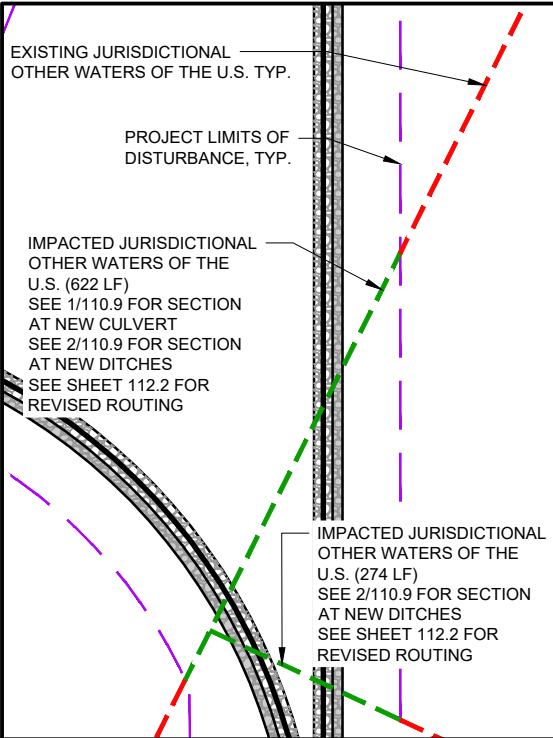 EXISTING JURISDICTIONAL
OTHER WATERS OF THE U.S. TYP.
PROJECT LIMITS OF
DISTURBANCE, TYP.
IMPACTED JURISDICTIONAL
OTHER WATERS OF THE
U.S. (622 LF)
SEE 1/110.9 FOR SECTION
AT NEW CULVERT
SEE 2/110.9 FOR SECTION
AT NEW DITCHES
SEE SHEET 112.2 FOR
REVISED ROUTING
IMPACTED JURISDICTIONAL
OTHER WATERS OF THE
U.S. (274 LF)
SEE 2/110.9 FOR SECTION
AT NEW DITCHES
SEE SHEET 112.2 FOR
REVISED ROUTING